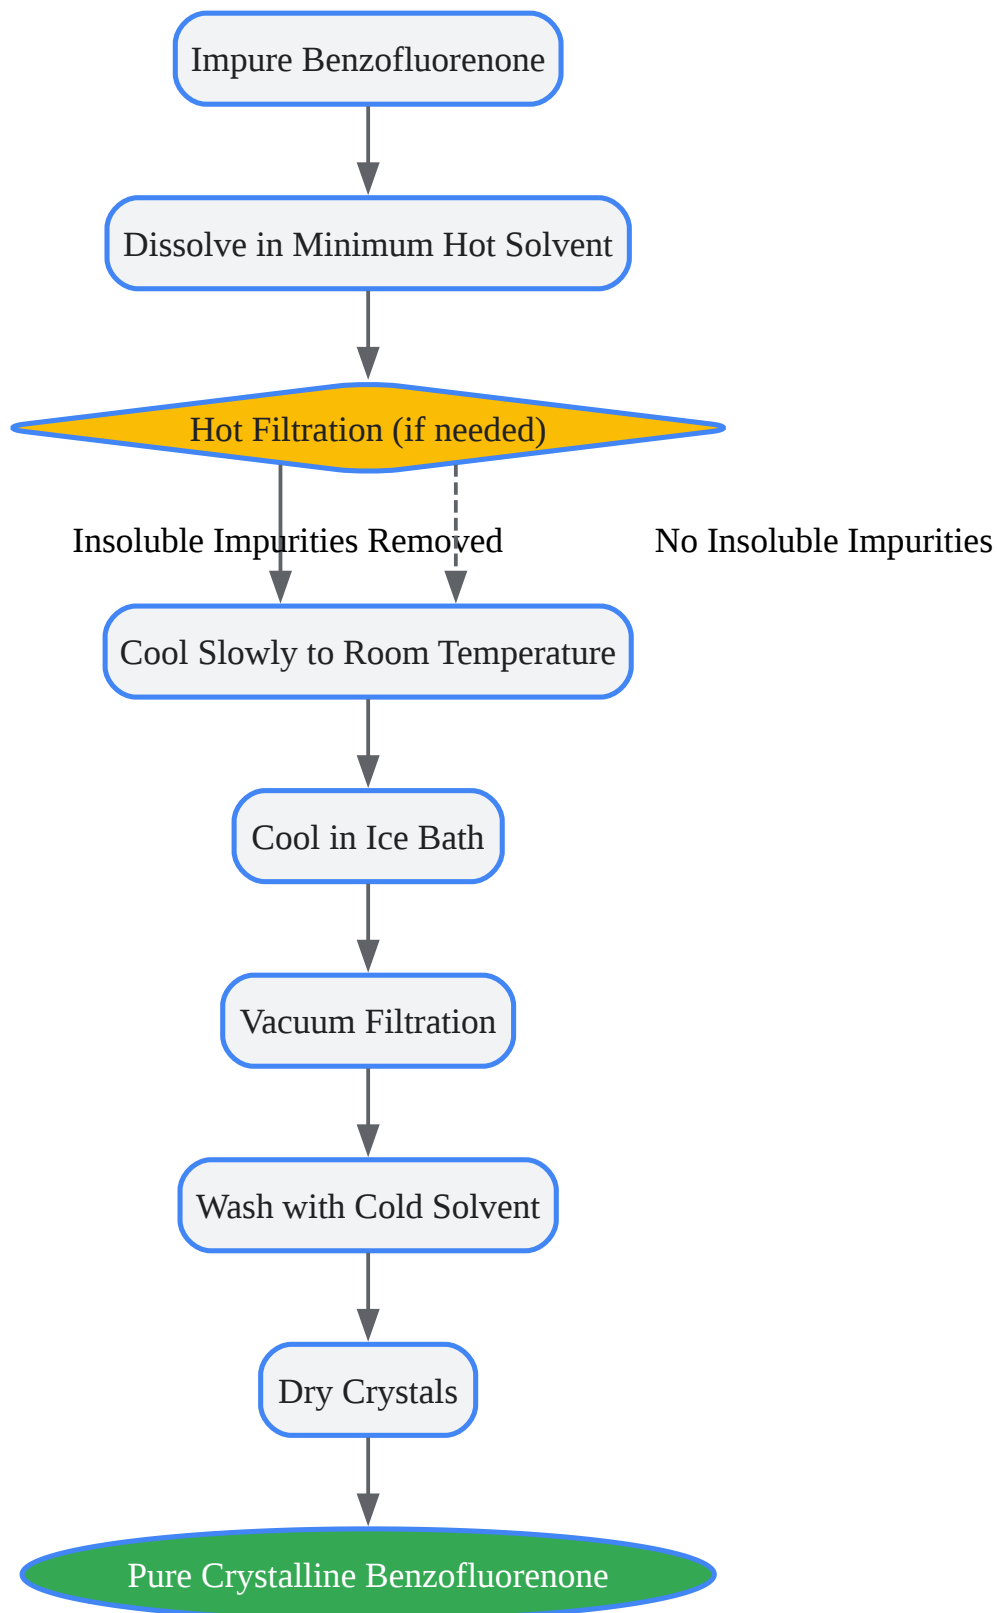 Impure Benzofluorenone
Dissolve in Minimum Hot Solvent
Hot Filtration (if needed)
Insoluble Impurities Removed
No Insoluble Impurities
Cool Slowly to Room Temperature
Cool in Ice Bath
Vacuum Filtration
Wash with Cold Solvent
Dry Crystals
Pure Crystalline Benzofluorenone